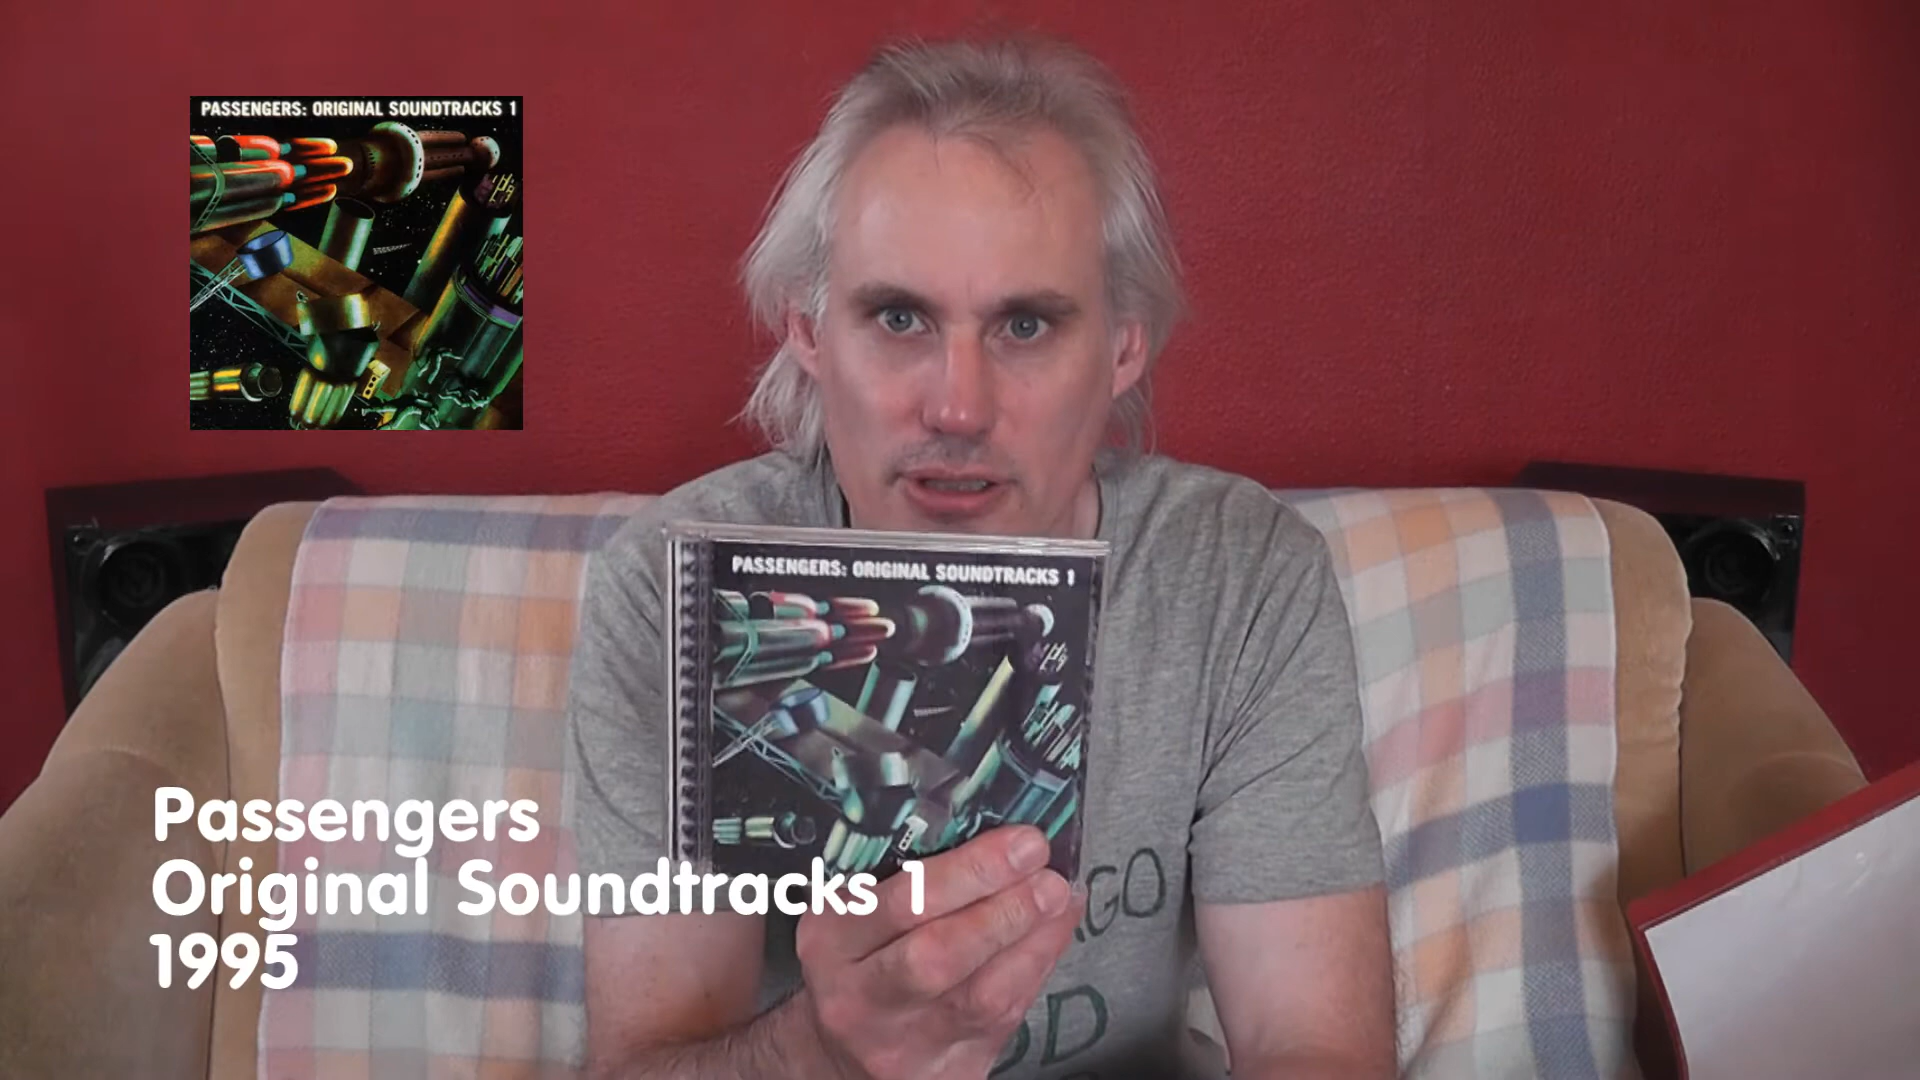 PASSENGERS: ORIGINAL SOUNDTRACKS 1
PASSENGERS: ORIGINAL SOUNDTRACKS 1
Passengers
Original Soundtracks 1
1995